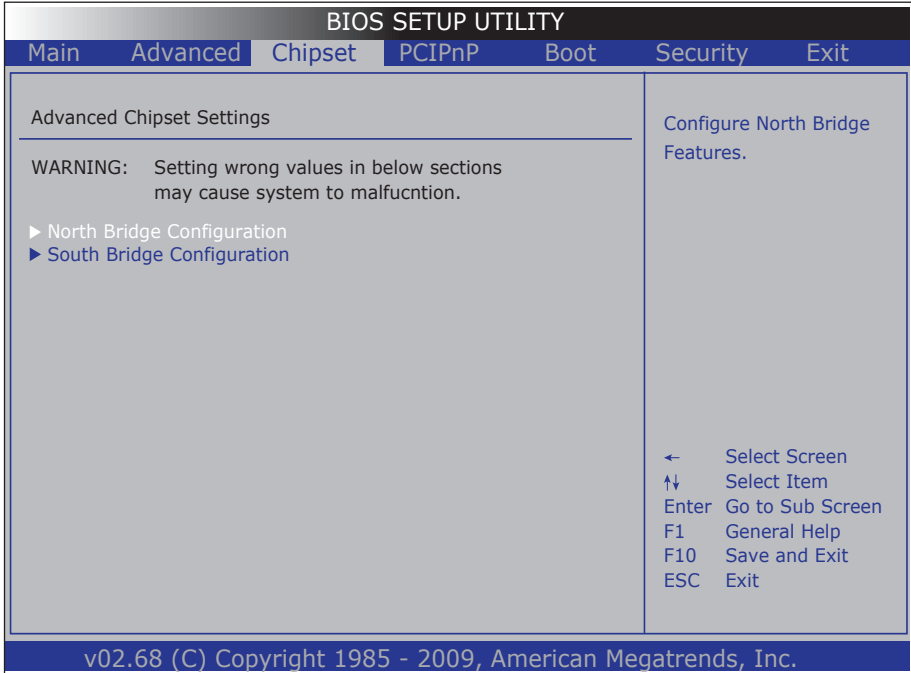 BIOS SETUP UTILITY
Main Advanced Chipset PCIPnP Boot Security Exit
Advanced Chipset Settings
WARNING: Setting wrong values in below sections
may cause system to malfucntion.
▶ North Bridge Configuration
▶ South Bridge Configuration
Configure North Bridge
Features.
← Select Screen
↑↓ Select Item
Enter Go to Sub Screen
F1 General Help
F10 Save and Exit
ESC Exit
v02.68 (C) Copyright 1985 - 2009, American Megatrends, Inc.